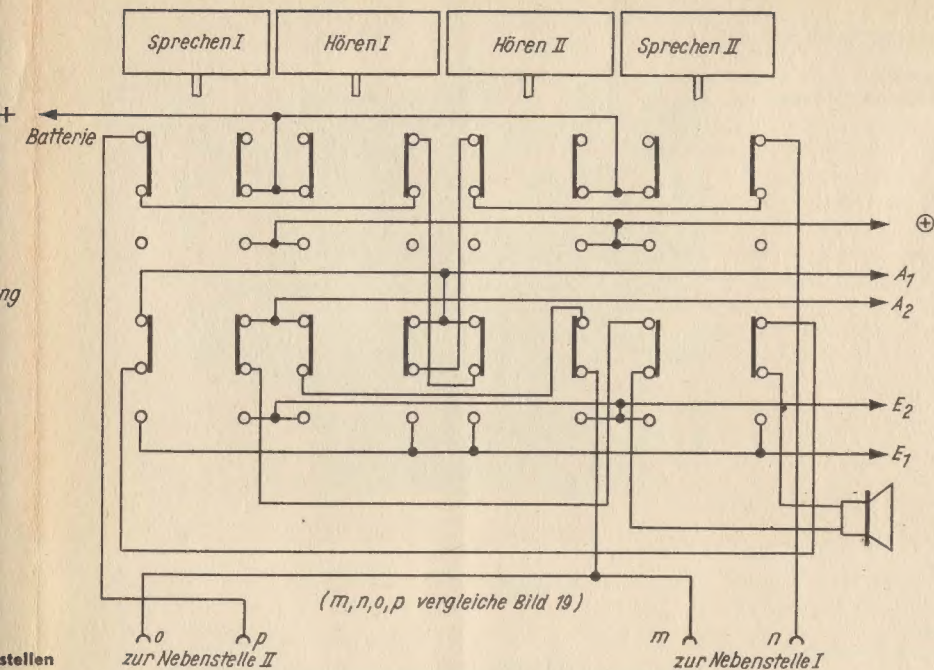 Sprechen I
Hören I
Hören II
Sprechen II
+
Batterie
⊕
A₁
ng
A₂
E₂
E₁
(m,n,o,p vergleiche Bild 19)
o
p
m
n
stellen
zur Nebenstelle II
zur Nebenstelle I